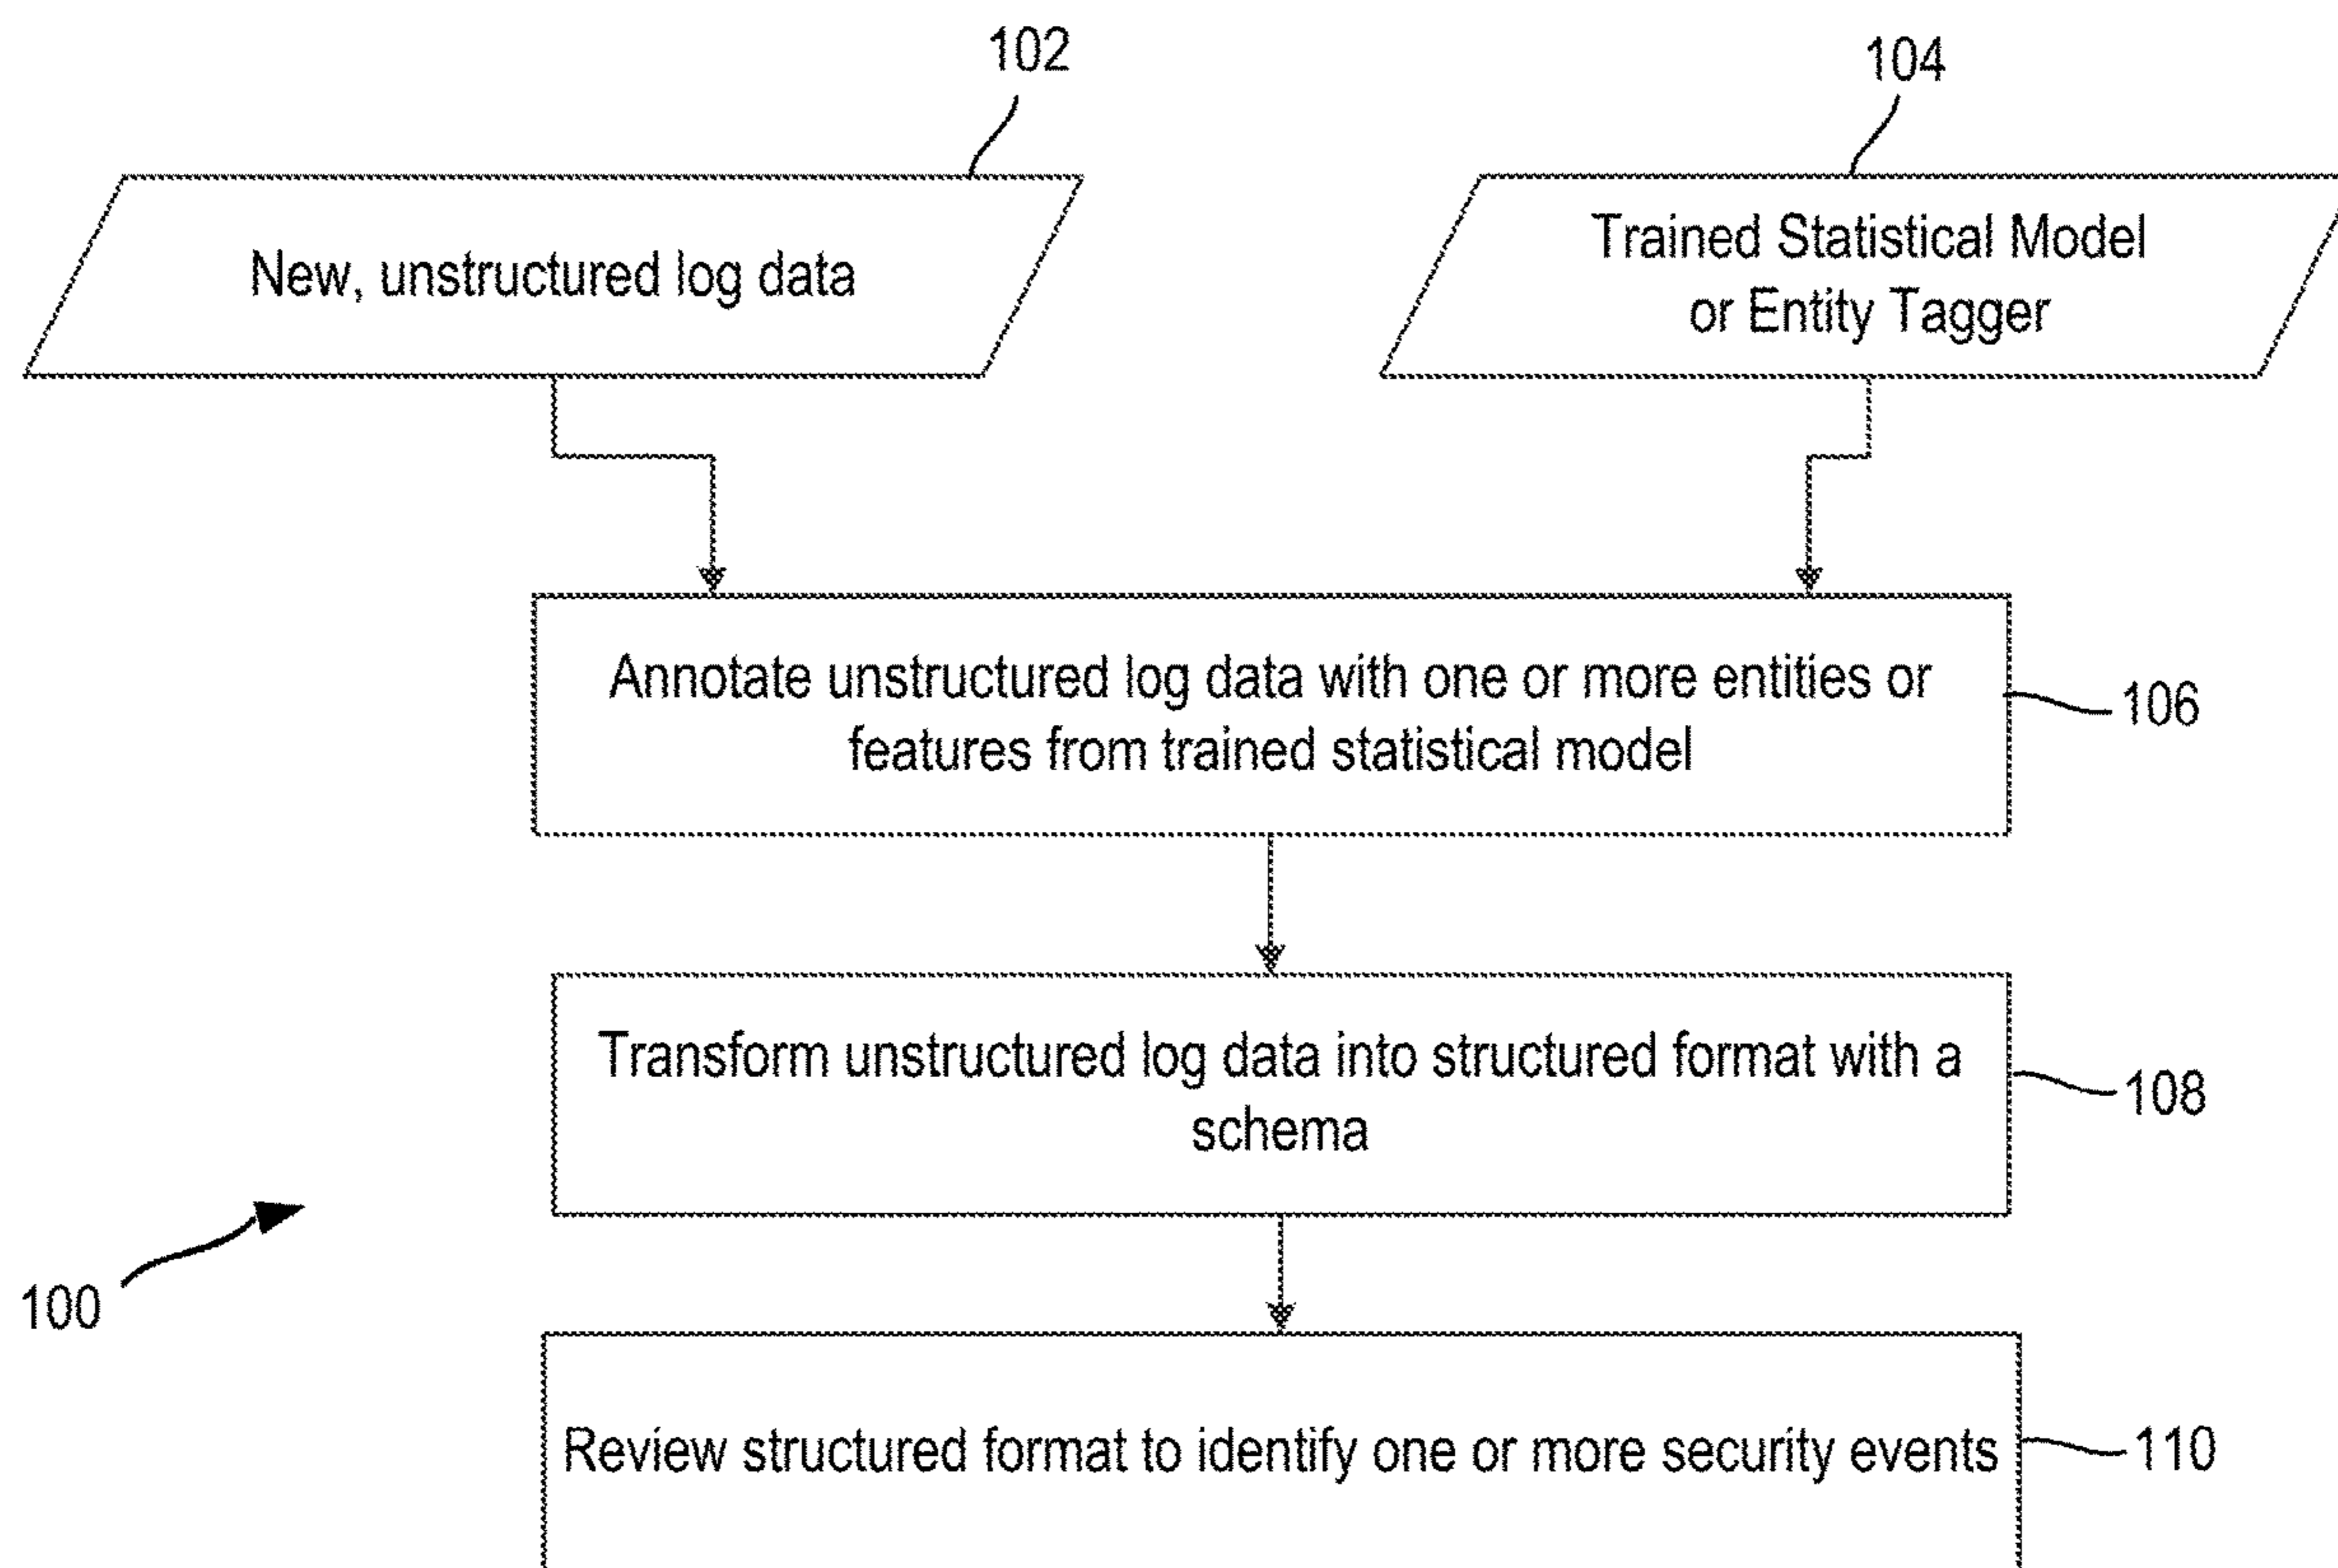 102
104
New, unstructured log data
Trained Statistical Model
or Entity Tagger
Annotate unstructured log data with one or more entities or
features from trained statistical model
106
Transform unstructured log data into structured format with a
schema
108
100
Review structured format to identify one or more security events
110